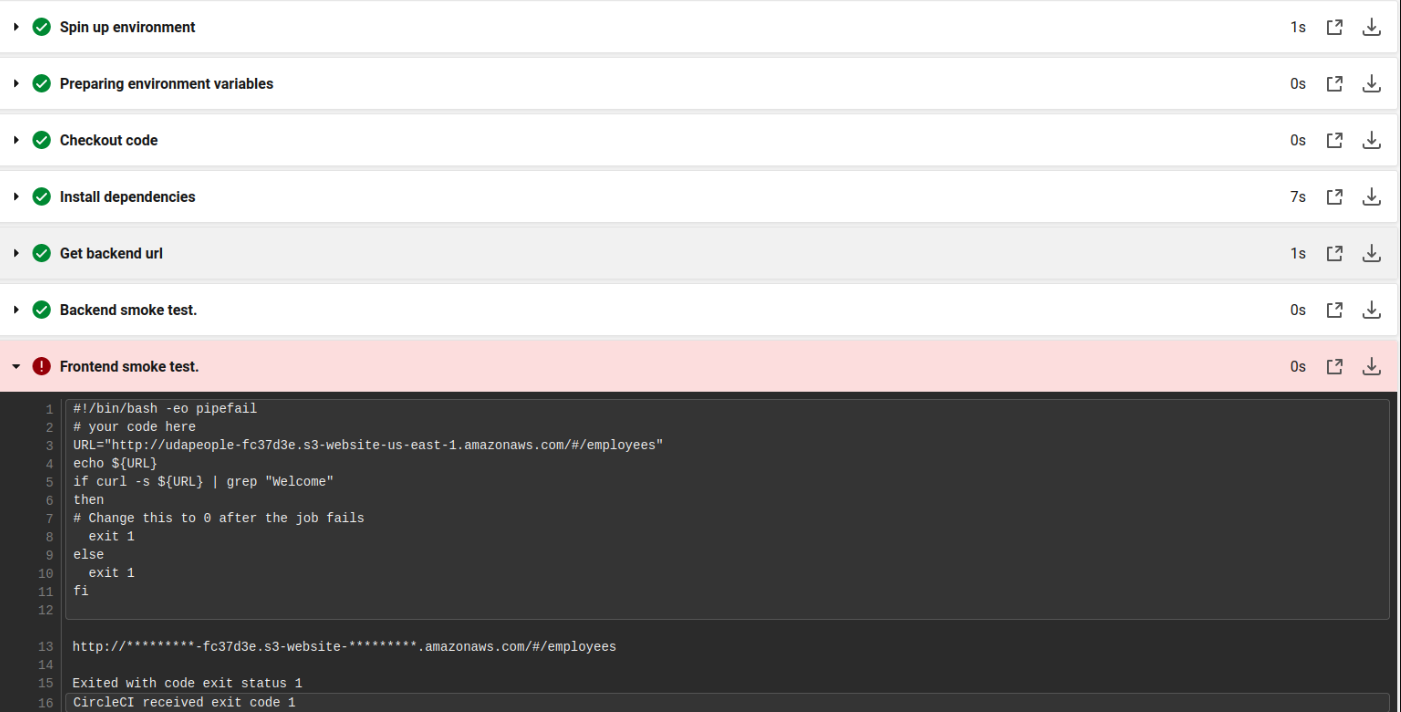 Spin up environment 1s
Preparing environment variables 0s
Checkout code 0s
Install dependencies 7s
Get backend url 1s
Backend smoke test. 0s
Frontend smoke test. 0s
1 #!/bin/bash -eo pipefail
2 # your code here
3 URL="http://udapeople-fc37d3e.s3-website-us-east-1.amazonaws.com/#/employees"
4 echo ${URL}
5 if curl -s ${URL} | grep "Welcome"
6 then
7 # Change this to 0 after the job fails
8   exit 1
9 else
10   exit 1
11 fi
12
13 http://*********-fc37d3e.s3-website-*********.amazonaws.com/#/employees
14
15 Exited with code exit status 1
16 CircleCI received exit code 1